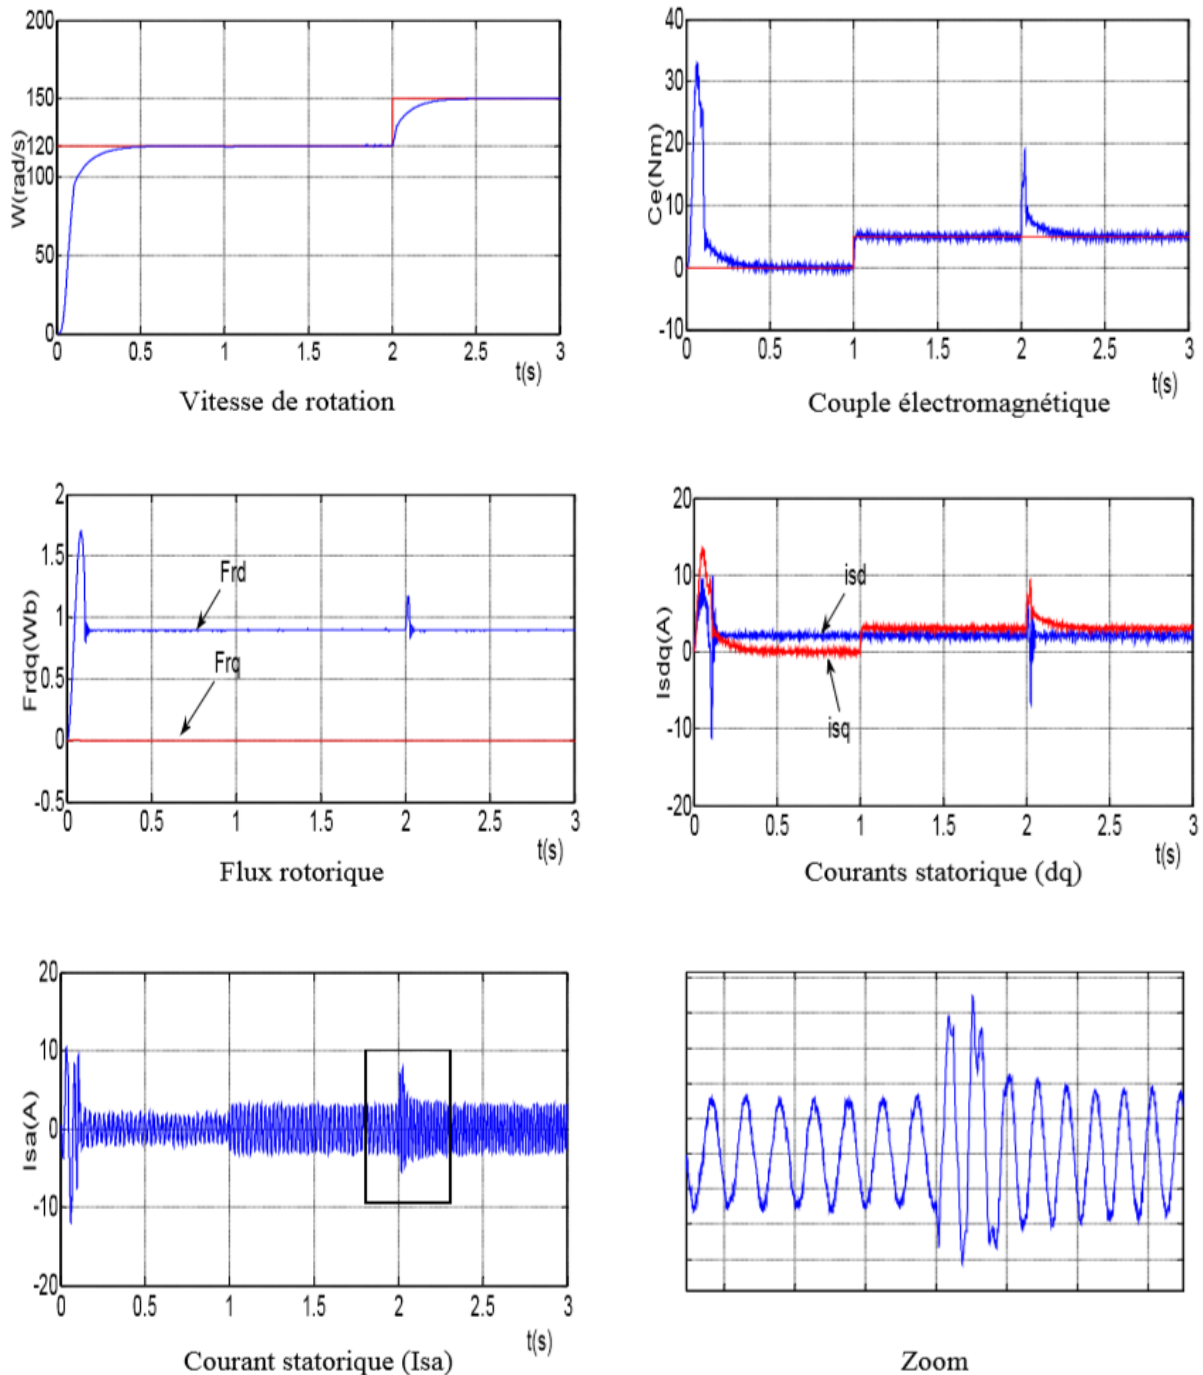 200
150
120
100
50
0
W(rad/s)
0 0.5 1 1.5 2 2.5 3
t(s)
Vitesse de rotation
40
30
20
10
0
-10
Ce(Nm)
0 0.5 1 1.5 2 2.5 3
t(s)
Couple électromagnétique
2
1.5
1
0.5
0
-0.5
Frdq(Wb)
Frd
Frq
0 0.5 1 1.5 2 2.5 3
t(s)
Flux rotorique
20
10
0
-10
-20
Isdq(A)
isd
isq
0 0.5 1 1.5 2 2.5 3
t(s)
Courants statorique (dq)
20
10
0
-10
-20
Isa(A)
0 0.5 1 1.5 2 2.5 3
t(s)
Courant statorique (Isa)
Zoom